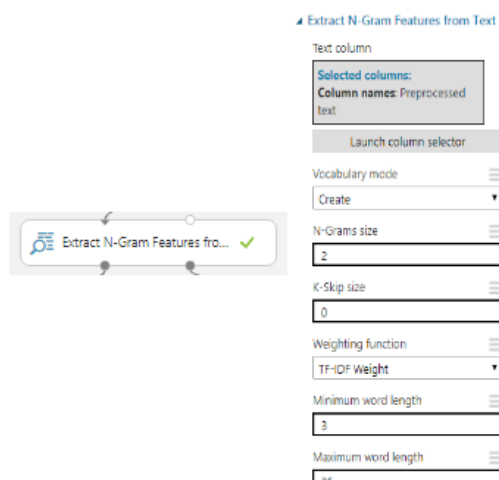 Extract N-Gram Features fro...
Extract N-Gram Features from Text
Text column
Selected columns:
Column names: Preprocessed
text
Launch column selector
Vocabulary mode
Create
N-Grams size
2
K-Skip size
0
Weighting function
TF-IDF Weight
Minimum word length
3
Maximum word length